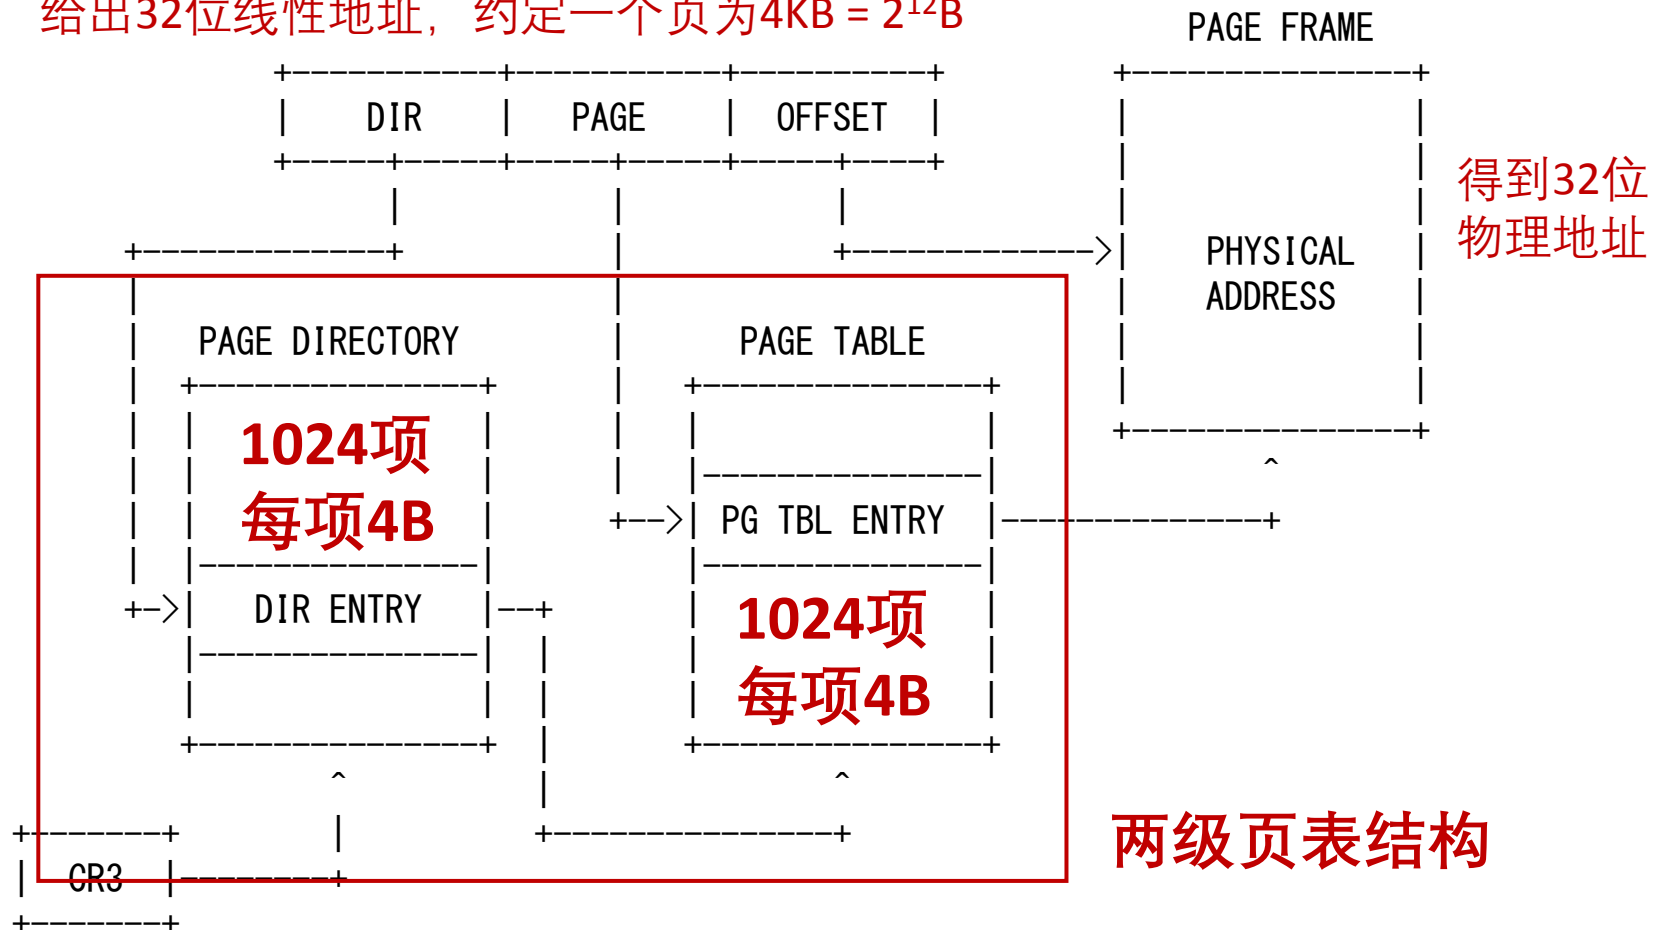 给出32位线性地址，约定一个页为4KB = 2¹²B
PAGE FRAME
DIR
PAGE
OFFSET
得到32位
物理地址
PHYSICAL
ADDRESS
PAGE DIRECTORY
PAGE TABLE
1024项
每项4B
PG TBL ENTRY
DIR ENTRY
1024项
每项4B
两级页表结构
CR3